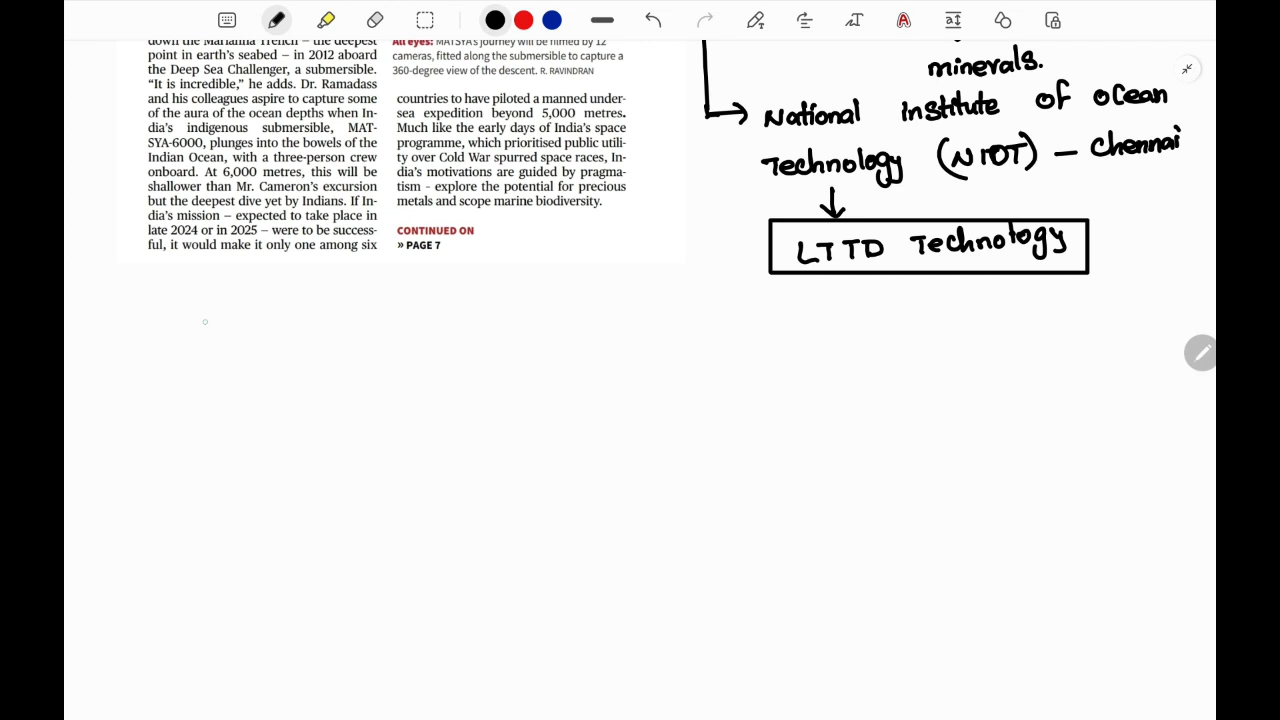 down the Marianna Trench – the deepest
point in earth's seabed – in 2012 aboard
the Deep Sea Challenger, a submersible.
"It is incredible," he adds. Dr. Ramadass
and his colleagues aspire to capture some
of the aura of the ocean depths when In-
dia's indigenous submersible, MAT-
SYA-6000, plunges into the bowels of the
Indian Ocean, with a three-person crew
onboard. At 6,000 metres, this will be
shallower than Mr. Cameron's excursion
but the deepest dive yet by Indians. If In-
dia's mission – expected to take place in
late 2024 or in 2025 – were to be success-
ful, it would make it only one among six
All eyes: MATSYA's journey will be filmed by 12
cameras, fitted along the submersible to capture a
360-degree view of the descent. R. RAVINDRAN
countries to have piloted a manned under-
sea expedition beyond 5,000 metres.
Much like the early days of India's space
programme, which prioritised public utili-
ty over Cold War spurred space races, In-
dia's motivations are guided by pragma-
tism - explore the potential for precious
metals and scope marine biodiversity.
CONTINUED ON
» PAGE 7
minerals.
National institute of ocean
Technology (NIOT) – Chennai
LTTD Technology